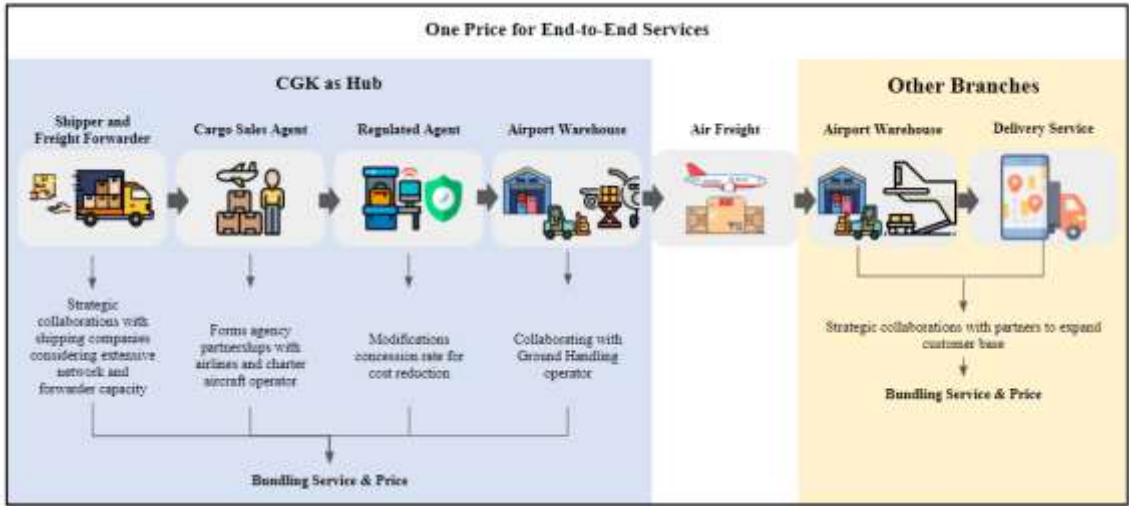 One Price for End-to-End Services
CGK as Hub
Other Branches
Shipper and
Freight Forwarder
Cargo Sales Agent
Regulated Agent
Airport Warehouse
Air Freight
Airport Warehouse
Delivery Service
Strategic
collaborations with
shipping companies
considering extensive
network and
forwarder capacity
Forms agency
partnerships with
airlines and charter
aircraft operator
Modifications
concession rate for
cost reduction
Collaborating with
Ground Handling
operator
Strategic collaborations with partners to expand
customer base
Bundling Service & Price
Bundling Service & Price